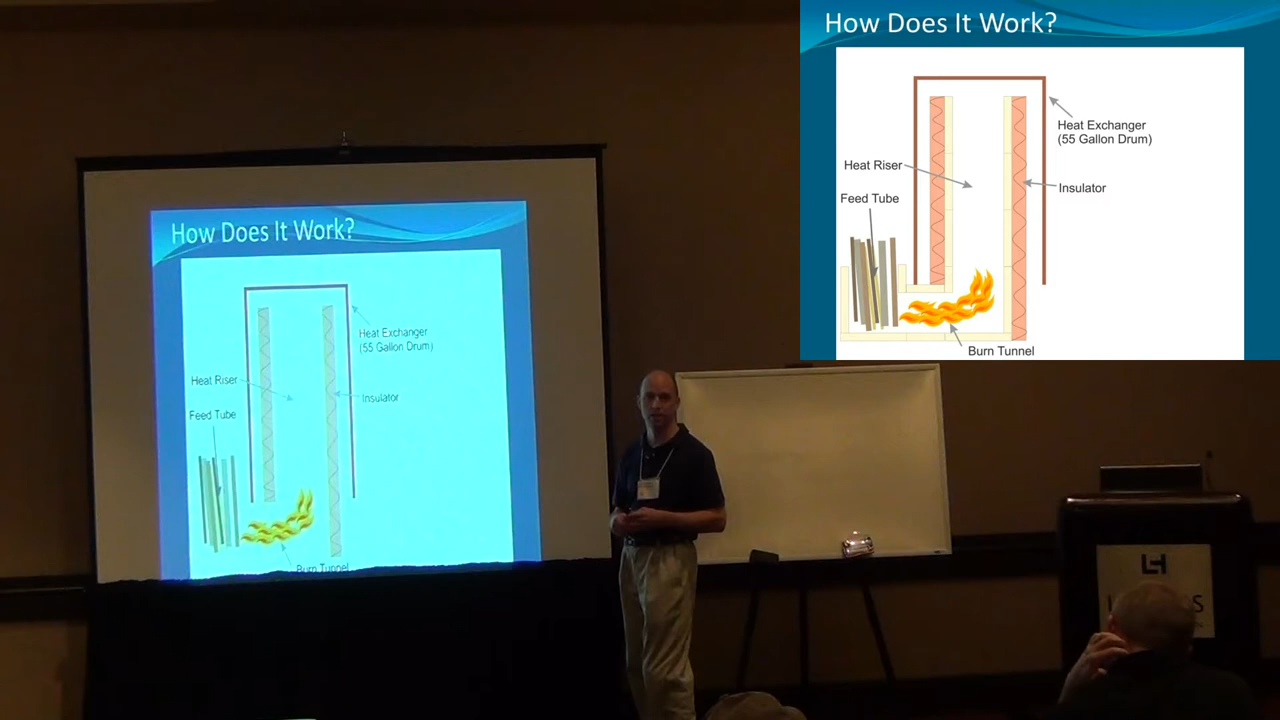 How Does It Work?
Heat Exchanger
(55 Gallon Drum)
Heat Riser
Insulator
Feed Tube
Burn Tunnel
How Does It Work?
Heat Exchanger
(55 Gallon Drum)
Heat Riser
Insulator
Feed Tube
Burn Tunnel